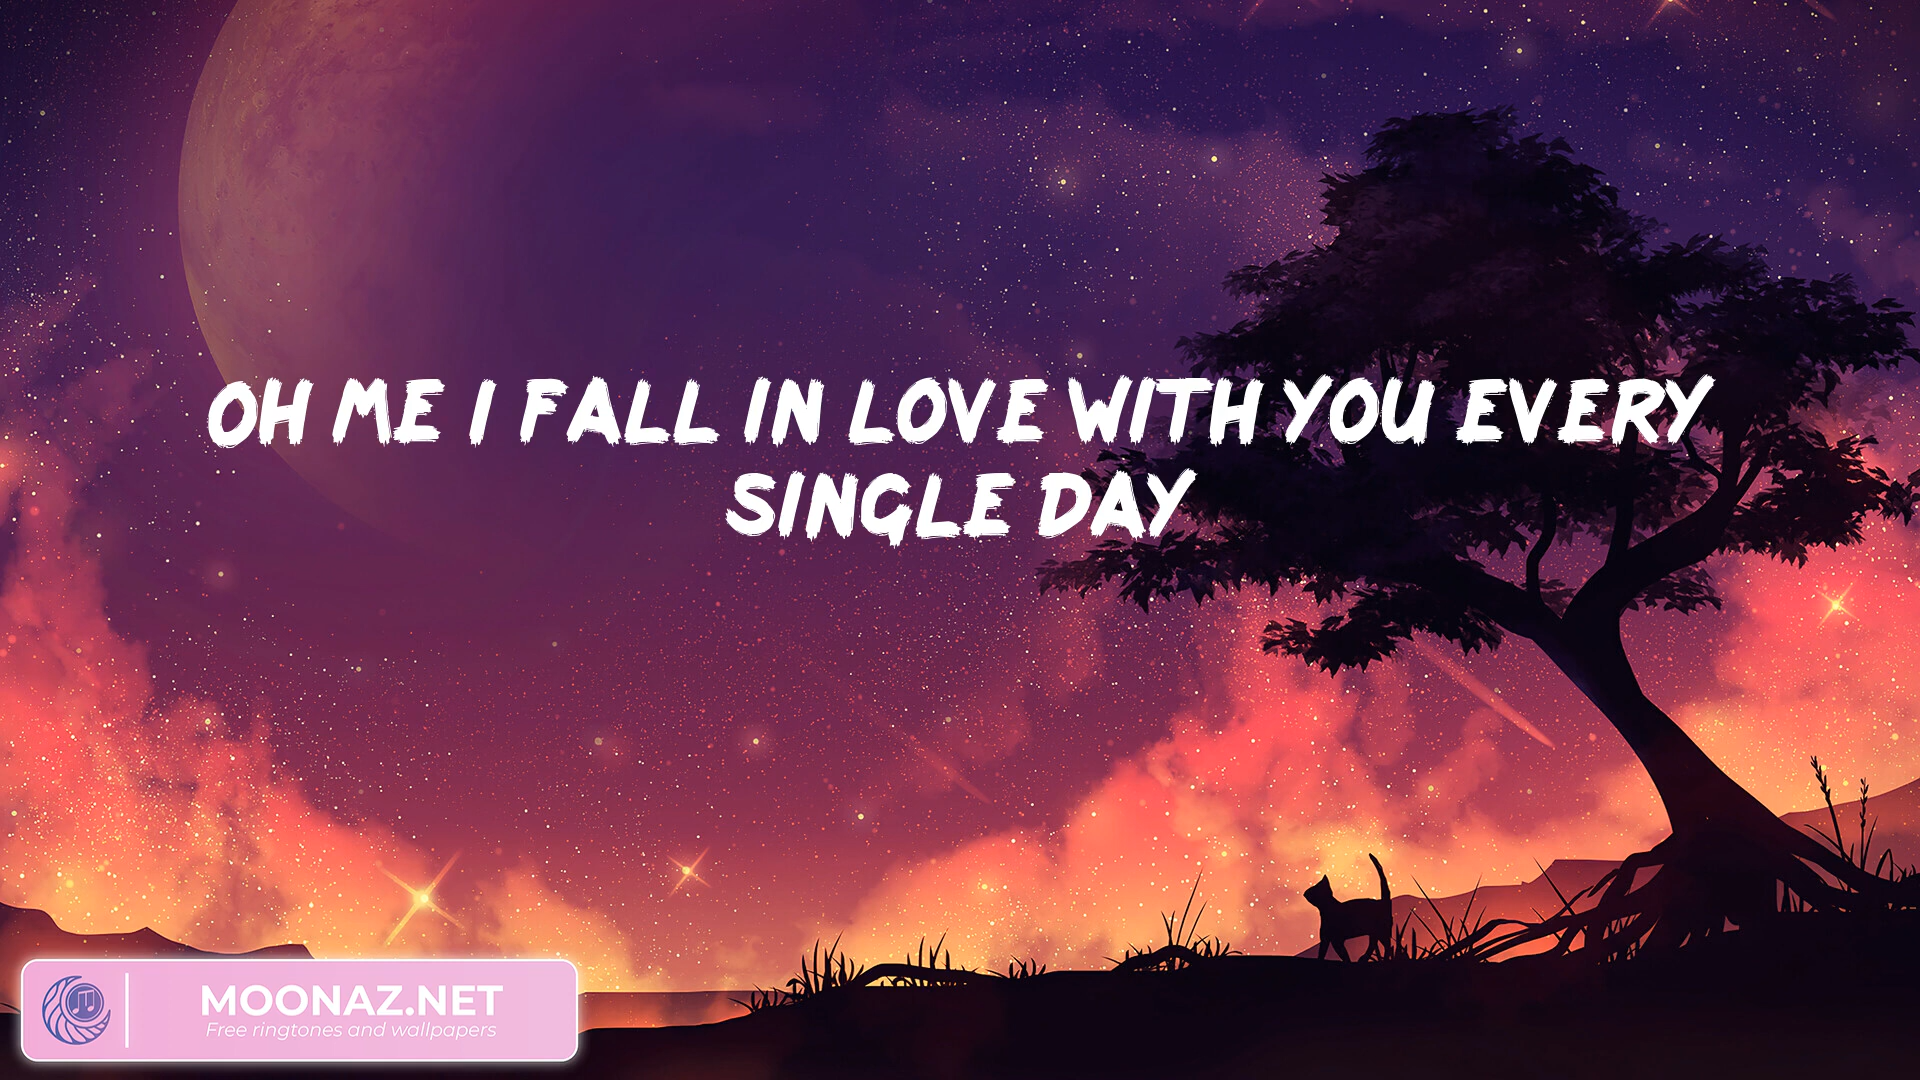 OH ME I FALL IN LOVE WITH YOU EVERY
SINGLE DAY
MOONAZ.NET
Free ringtones and wallpapers